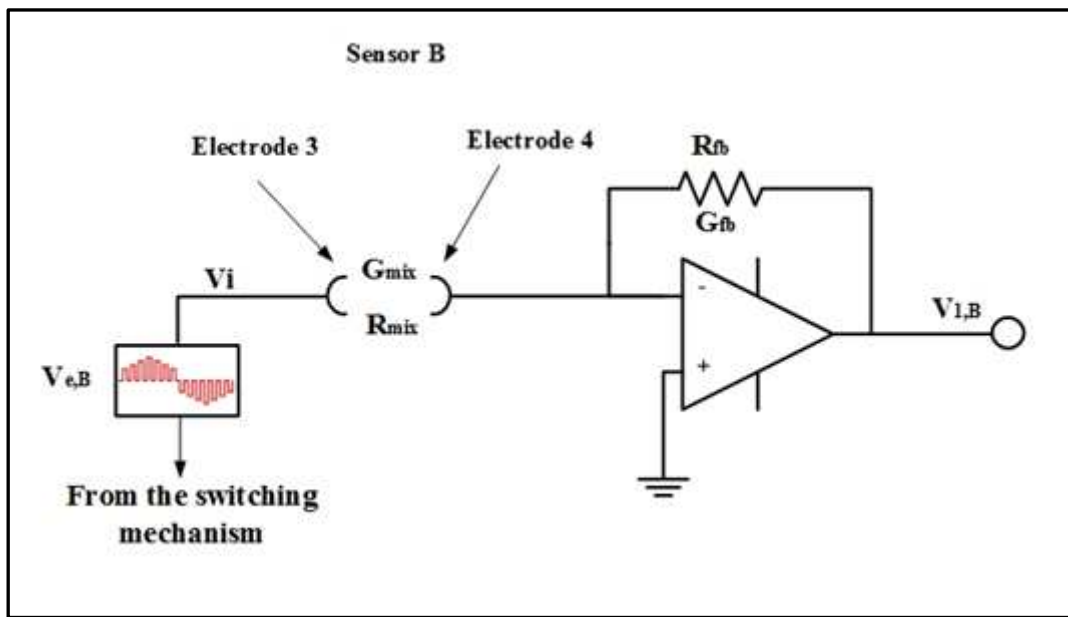 Sensor B
Electrode 3
Electrode 4
Rfb
Gfb
Gmix
Rmix
Vi
Ve,B
-
+
V1,B
From the switching
mechanism